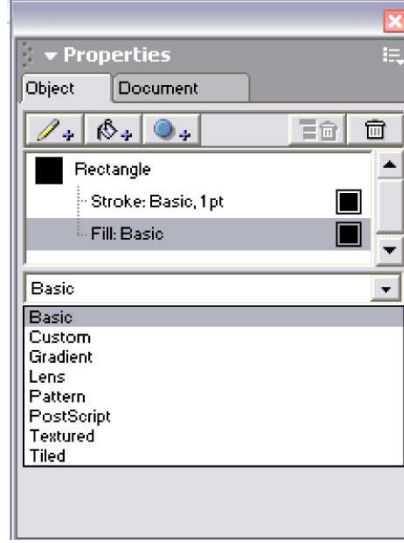 Properties
Object Document
Rectangle
Stroke: Basic, 1pt
Fill: Basic
Basic
Basic
Custom
Gradient
Lens
Pattern
PostScript
Textured
Tiled